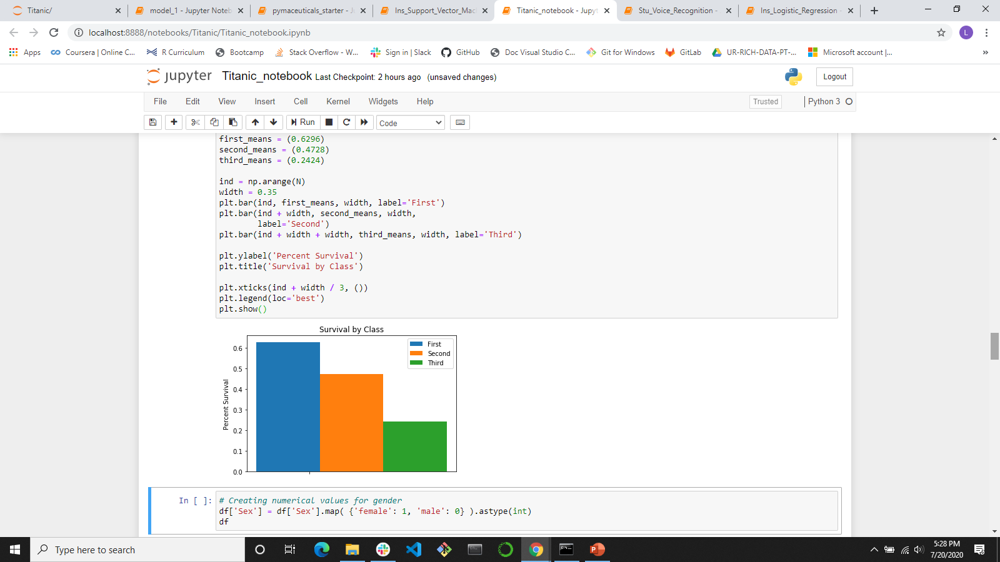 Titanic/
model_1 - Jupyter Noteb
pymaceuticals_starter - Ju
Ins_Support_Vector_Mac
Titanic_notebook - Jupyt
Stu_Voice_Recognition -
Ins_Logistic_Regression -
localhost:8888/notebooks/Titanic/Titanic_notebook.ipynb
L
Apps
Coursera | Online C...
R Curriculum
Bootcamp
Stack Overflow - W...
Sign in | Slack
GitHub
Doc Visual Studio C...
Git for Windows
GitLab
UR-RICH-DATA-PT-...
Microsoft account |...
»
jupyter Titanic_notebook Last Checkpoint: 2 hours ago (unsaved changes)
Logout
File Edit View Insert Cell Kernel Widgets Help
Trusted
Python 3
Run
Code
first_means = (0.6296)
second_means = (0.4728)
third_means = (0.2424)
ind = np.arange(N)
width = 0.35
plt.bar(ind, first_means, width, label='First')
plt.bar(ind + width, second_means, width,
label='Second')
plt.bar(ind + width + width, third_means, width, label='Third')
plt.ylabel('Percent Survival')
plt.title('Survival by Class')
plt.xticks(ind + width / 3, ())
plt.legend(loc='best')
plt.show()
Survival by Class
First
Second
Third
0.6
0.5
0.4
0.3
0.2
0.1
0.0
Percent Survival
In [ ]:
# Creating numerical values for gender
df['Sex'] = df['Sex'].map( {'female': 1, 'male': 0} ).astype(int)
df
Type here to search
5:28 PM
7/20/2020